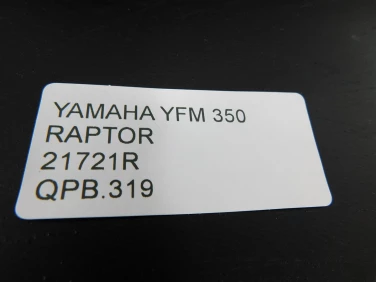 YAMAHA YFM 350
RAPTOR
21721R
QPB.319